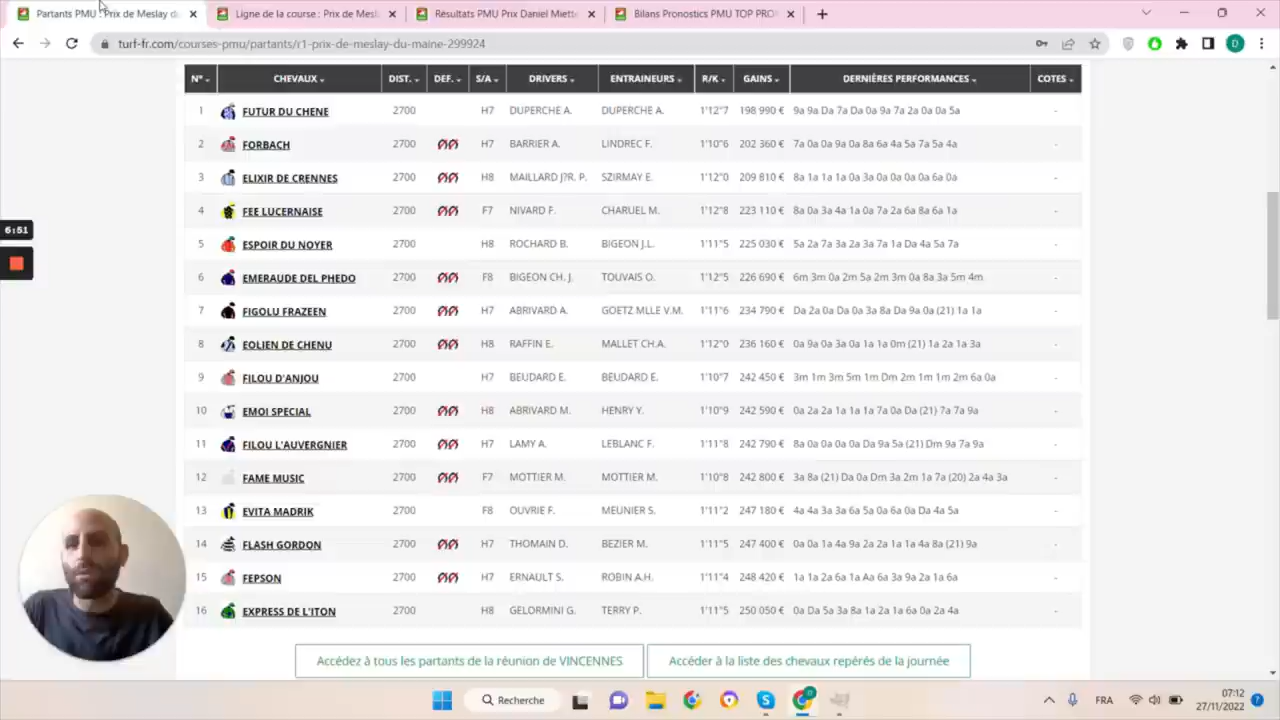 Partants PMU : Prix de Meslay du
Ligne de la course : Prix de Mesl
Résultats PMU Prix Daniel Miette
Bilans Pronostics PMU TOP PRO
turf-fr.com/courses-pmu/partants/r1-prix-de-meslay-du-maine-299924
D
N° CHEVAUX DIST. DEF. S/A DRIVERS ENTRAINEURS R/K GAINS DERNIÈRES PERFORMANCES COTES
1 FUTUR DU CHENE 2700 H7 DUPERCHE A. DUPERCHE A. 1'12"7 198 990 € 9a 9a Da 7a Da 0a 9a 7a 2a 0a 0a 5a -
2 FORBACH 2700 H7 BARRIER A. LINDREC F. 1'10"6 202 360 € 7a 0a 0a 9a 0a 8a 6a 4a 5a 7a 5a 4a -
3 ELIXIR DE CRENNES 2700 H8 MAILLARD J?R. P. SZIRMAY E. 1'12"0 209 810 € 8a 1a 1a 1a 0a 3a 0a 0a 0a 0a 6a 0a -
4 FEE LUCERNAISE 2700 F7 NIVARD F. CHARUEL M. 1'12"8 223 110 € 8a 0a 3a 4a 1a 0a 7a 2a 6a 8a 6a 1a -
5 ESPOIR DU NOYER 2700 H8 ROCHARD B. BIGEON J.L. 1'11"5 225 030 € 5a 2a 7a 3a 2a 3a 7a 1a Da 4a 5a 7a -
6 EMERAUDE DEL PHEDO 2700 F8 BIGEON CH. J. TOUVAIS O. 1'12"5 226 690 € 6m 3m 0a 2m 5a 2m 3m 0a 8a 3a 5m 4m -
7 FIGOLU FRAZEEN 2700 H7 ABRIVARD A. GOETZ MLLE V.M. 1'11"6 234 790 € Da 2a 0a Da 0a 3a 8a Da 9a 0a (21) 1a 1a -
8 EOLIEN DE CHENU 2700 H8 RAFFIN E. MALLET CH.A. 1'12"0 236 160 € 0a 9a 0a 3a 0a 1a 1a 0m (21) 1a 2a 1a 3a -
9 FILOU D'ANJOU 2700 H7 BEUDARD E. BEUDARD E. 1'10"7 242 450 € 3m 1m 3m 5m 1m Dm 2m 1m 1m 2m 6a 0a -
10 EMOI SPECIAL 2700 H8 ABRIVARD M. HENRY Y. 1'10"9 242 590 € 0a 2a 2a 1a 1a 1a 7a 0a Da (21) 7a 7a 9a -
11 FILOU L'AUVERGNIER 2700 H7 LAMY A. LEBLANC F. 1'11"8 242 790 € 8a 0a 0a 0a 0a Da 9a 5a (21) Dm 9a 7a 9a -
12 FAME MUSIC 2700 F7 MOTTIER M. MOTTIER M. 1'10"8 242 800 € 3a 8a (21) Da 0a Dm 3a 2m 1a 7a (20) 2a 4a 3a -
13 EVITA MADRIK 2700 F8 OUVRIE F. MEUNIER S. 1'11"2 247 180 € 4a 4a 3a 3a 6a 5a 0a 6a 0a Da 4a 5a -
14 FLASH GORDON 2700 H7 THOMAIN D. BEZIER M. 1'11"5 247 400 € 0a 0a 1a 4a 9a 2a 2a 1a 1a 4a 8a (21) 9a -
15 FEPSON 2700 H7 ERNAULT S. ROBIN A.H. 1'11"4 248 420 € 1a 1a 2a 6a 1a Aa 6a 3a 9a 2a 1a 6a -
16 EXPRESS DE L'ITON 2700 H8 GELORMINI G. TERRY P. 1'11"5 250 050 € 0a Da 5a 3a 8a 1a 2a 1a 6a 0a 2a 4a -
6:51
Accédez à tous les partants de la réunion de VINCENNES
Accéder à la liste des chevaux repérés de la journée
Recherche
FRA
07:12
27/11/2022